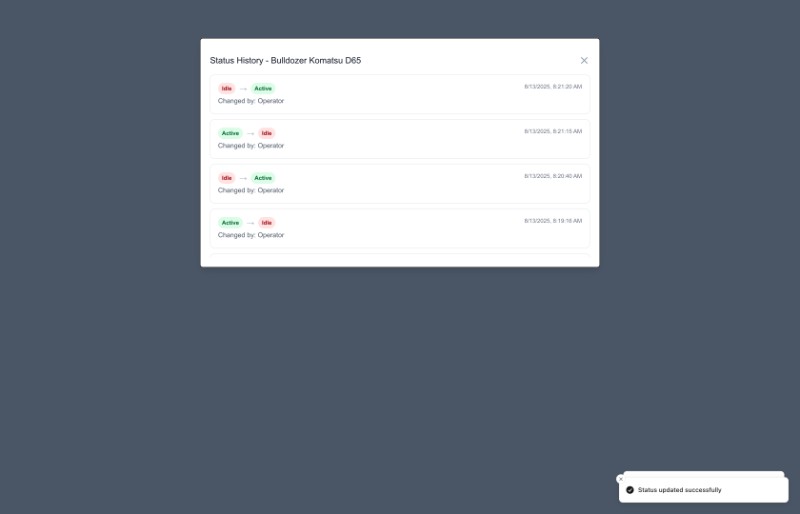 Status History - Bulldozer Komatsu D65
Idle → Active
8/13/2025, 8:21:20 AM
Changed by: Operator
Active → Idle
8/13/2025, 8:21:15 AM
Changed by: Operator
Idle → Active
8/13/2025, 8:20:40 AM
Changed by: Operator
Active → Idle
8/13/2025, 8:19:16 AM
Changed by: Operator
Status updated successfully